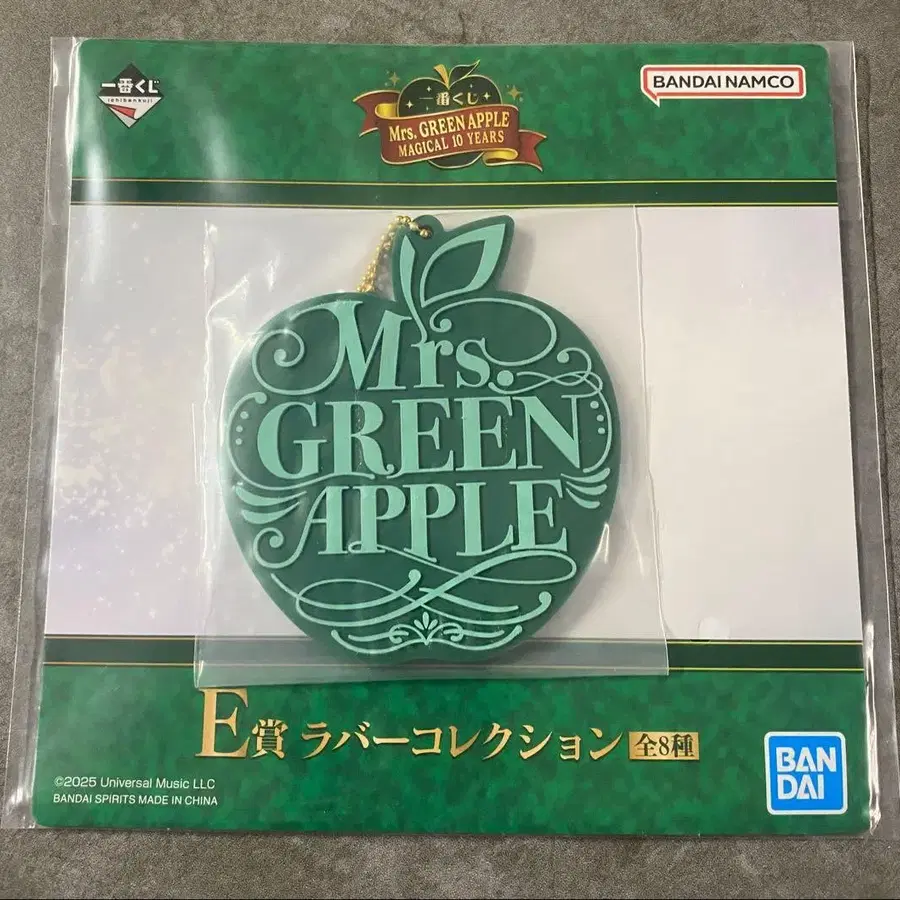 一番くじ
ichibankuji
一番くじ
Mrs. GREEN APPLE
MAGICAL 10 YEARS
BANDAI NAMCO
Mrs.
GREEN
APPLE
E賞 ラバーコレクション 全8種
©2025 Universal Music LLC
BANDAI SPIRITS MADE IN CHINA
BAN
DAI